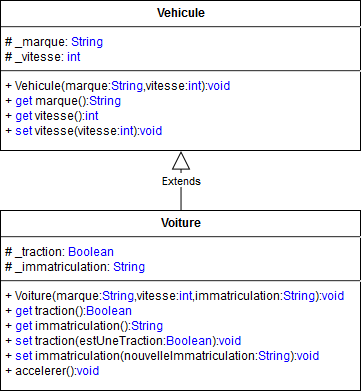 Vehicule
# _marque: String
# _vitesse: int
+ Vehicule(marque:String,vitesse:int):void
+ get marque():String
+ get vitesse():int
+ set vitesse(vitesse:int):void
Extends
Voiture
# _traction: Boolean
# _immatriculation: String
+ Voiture(marque:String,vitesse:int,immatriculation:String):void
+ get traction():Boolean
+ get immatriculation():String
+ set traction(estUneTraction:Boolean):void
+ set immatriculation(nouvelleImmatriculation:String):void
+ accelerer():void